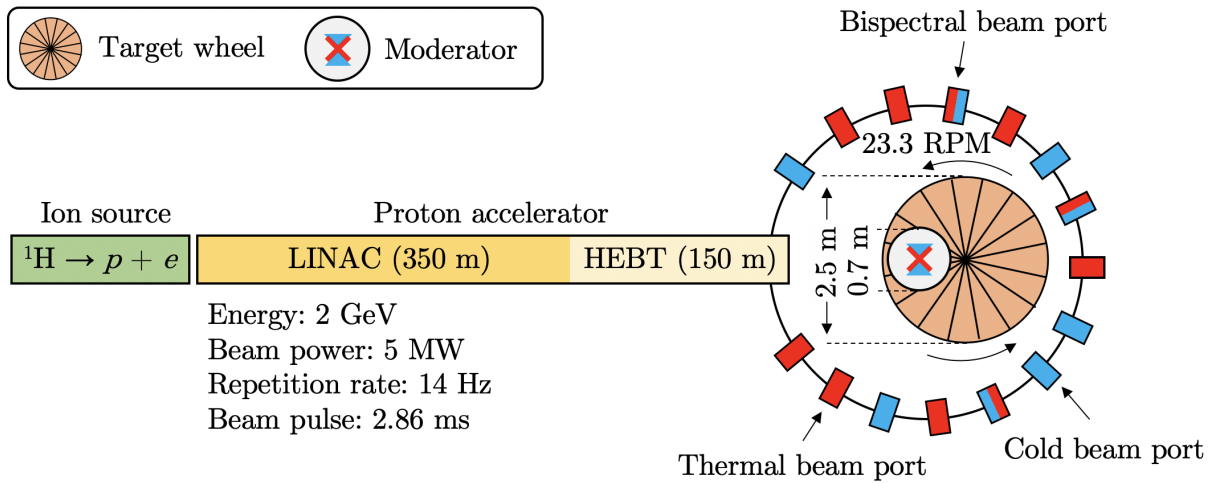 Target wheel
Moderator
Bispectral beam port
23.3 RPM
Ion source
Proton accelerator
¹H → p + e
LINAC (350 m)
HEBT (150 m)
2.5 m
0.7 m
Energy: 2 GeV
Beam power: 5 MW
Repetition rate: 14 Hz
Beam pulse: 2.86 ms
Cold beam port
Thermal beam port